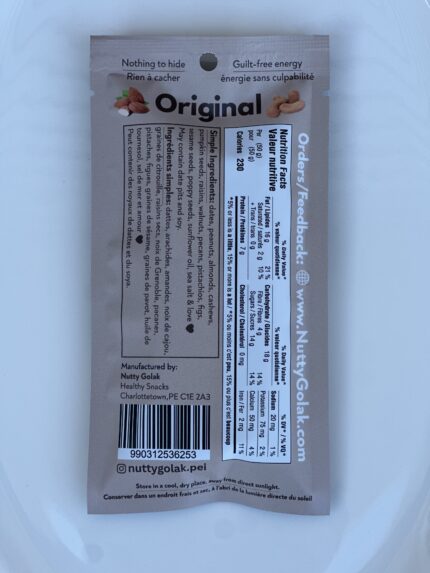 Nothing to hide
Rien à cacher
Guilt-free energy
énergie sans culpabilité
Original
Simple Ingredients: dates, peanuts, almonds, cashews,
pumpkin seeds, raisins, walnuts, pecans, pistachios, figs,
sesame seeds, poppy seeds, sunflower oil, sea salt & love
May contain date pits and soy.
Ingrédients simples: dattes, arachides, amandes, noix de cajou,
graines de citrouille, raisins secs, noix de Grenoble, pacanes,
pistaches, figues, graines de sésame, graines de pavot, huile de
tournesol, sel de mer et amour
Peut contenir des noyaux de dattes et du soya.
Nutrition Facts
Valeur nutritive
Per (50 g)
pour (50 g)
Calories 230
% Daily Value*
% valeur quotidienne*
Fat / Lipides 16 g 21 %
Saturated / saturés 2 g 10 %
+ Trans / trans 0 g
Protein / Protéines 7 g
% Daily Value*
% valeur quotidienne*
Carbohydrate / Glucides 18 g
Fibre / Fibres 4 g 14 %
Sugars / Sucres 14 g 14 %
Cholesterol / Cholestérol 0 mg
% DV* / % VQ*
Sodium 20 mg 1 %
Potassium 75 mg 2 %
Calcium 50 mg 4 %
Iron / Fer 2 mg 11 %
*5% or less is a little, 15% or more is a lot / *5% ou moins c'est peu, 15% ou plus c'est beaucoup
Orders/Feedback: www.NuttyGolak.com
Manufactured by:
Nutty Golak
Healthy Snacks
Charlottetown,PE C1E 2A3
990312536253
nuttygolak.pei
Store in a cool, dry place, away from direct sunlight.
Conserver dans un endroit frais et sec, à l'abri de la lumière directe du soleil